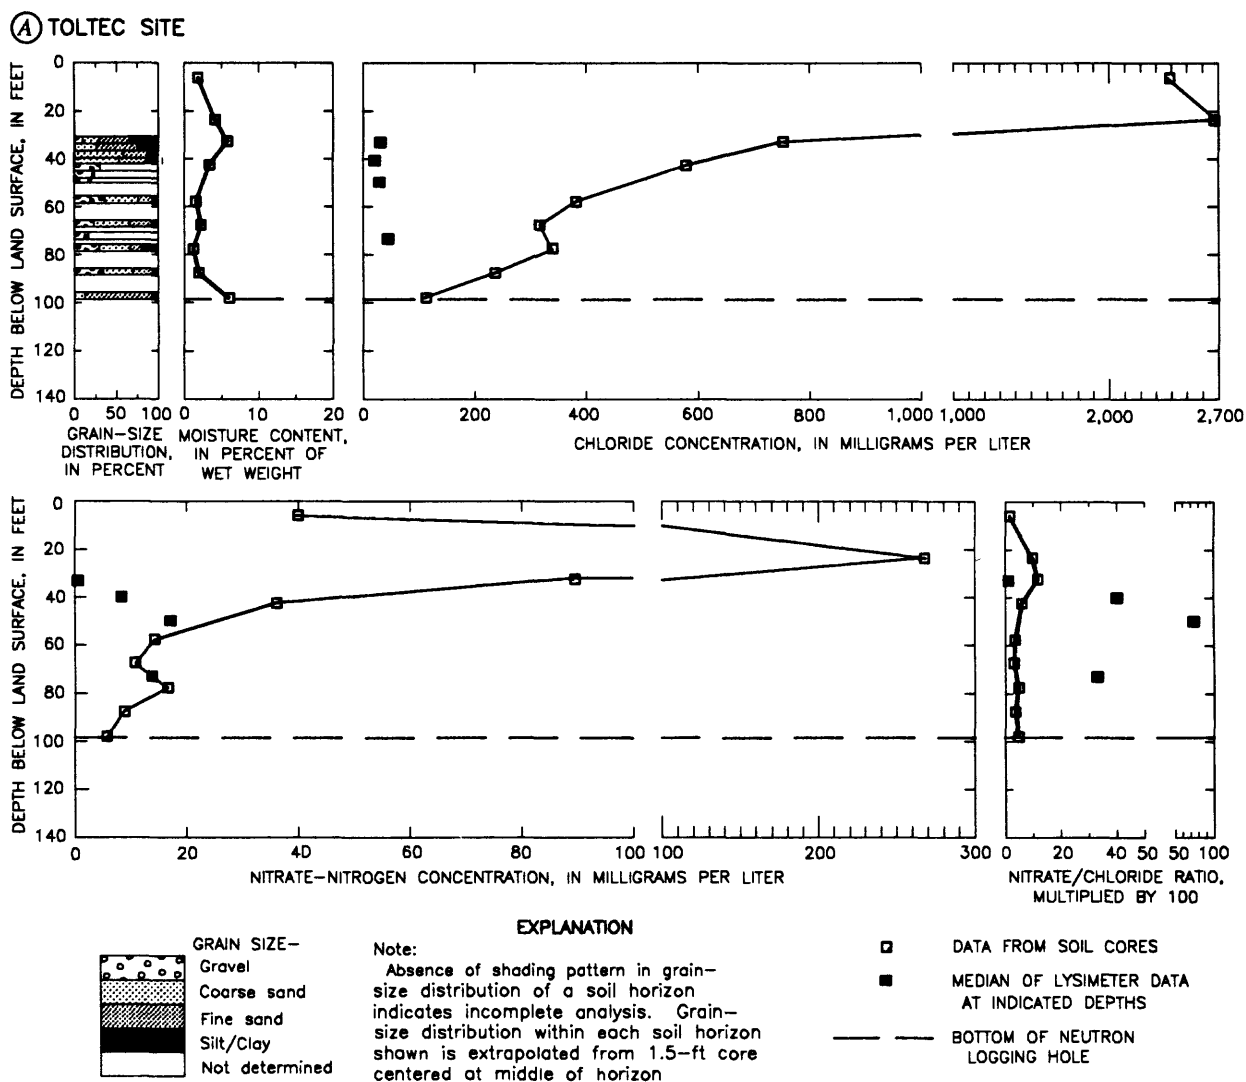 A TOLTEC SITE
DEPTH BELOW LAND SURFACE, IN FEET
0
20
40
60
80
100
120
140
0 50 100
GRAIN-SIZE
DISTRIBUTION,
IN PERCENT
0 10 20
MOISTURE CONTENT,
IN PERCENT OF
WET WEIGHT
0 200 400 600 800 1,000 1,000 2,000 2,700
CHLORIDE CONCENTRATION, IN MILLIGRAMS PER LITER
DEPTH BELOW LAND SURFACE, IN FEET
0
20
40
60
80
100
120
140
0 20 40 60 80 100 100 200 300
NITRATE-NITROGEN CONCENTRATION, IN MILLIGRAMS PER LITER
0 50 50 100
NITRATE/CHLORIDE RATIO,
MULTIPLIED BY 100
EXPLANATION
GRAIN SIZE-
Gravel
Coarse sand
Fine sand
Silt/Clay
Not determined
Note:
Absence of shading pattern in grain-
size distribution of a soil horizon
indicates incomplete analysis. Grain-
size distribution within each soil horizon
shown is extrapolated from 1.5-ft core
centered at middle of horizon
DATA FROM SOIL CORES
MEDIAN OF LYSIMETER DATA
AT INDICATED DEPTHS
BOTTOM OF NEUTRON
LOGGING HOLE